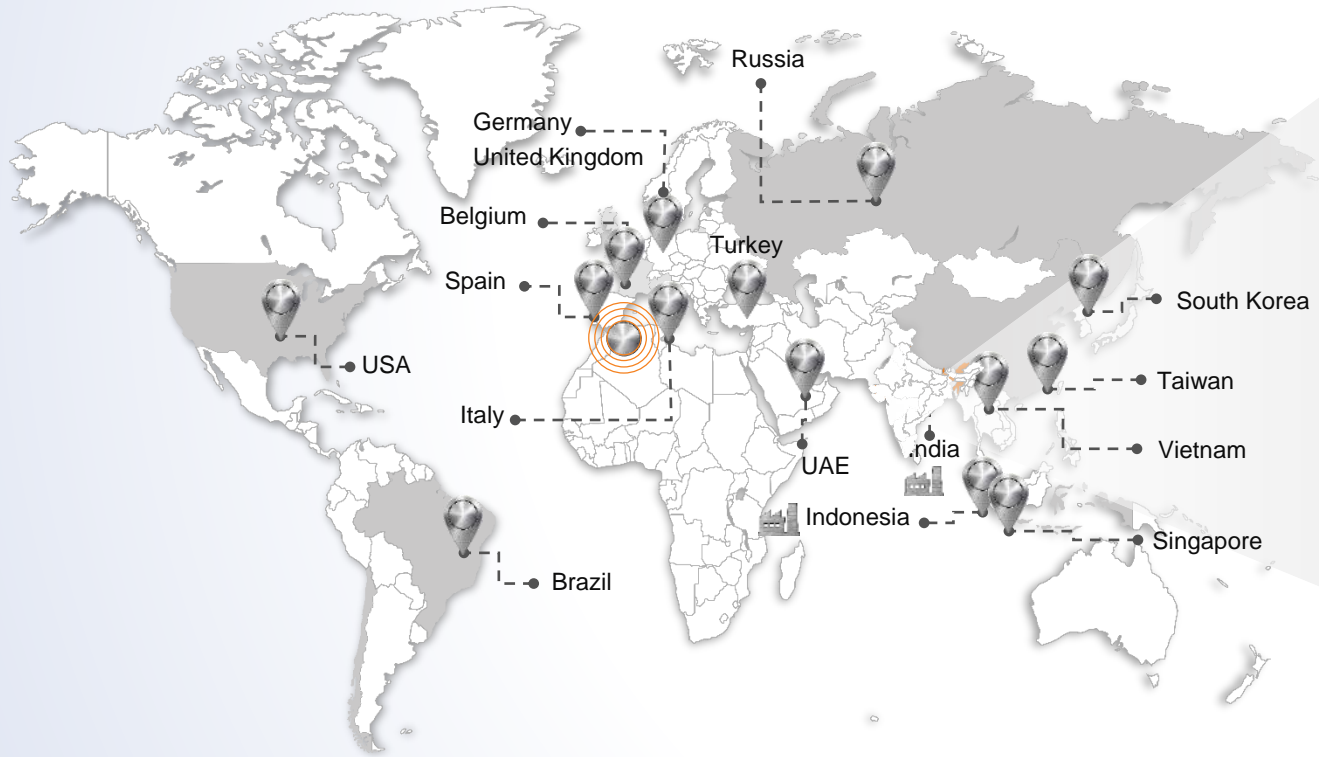 Russia
Germany
United Kingdom
Belgium
Turkey
Spain
South Korea
USA
Taiwan
Italy
ndia
Vietnam
UAE
Indonesia
Singapore
Brazil